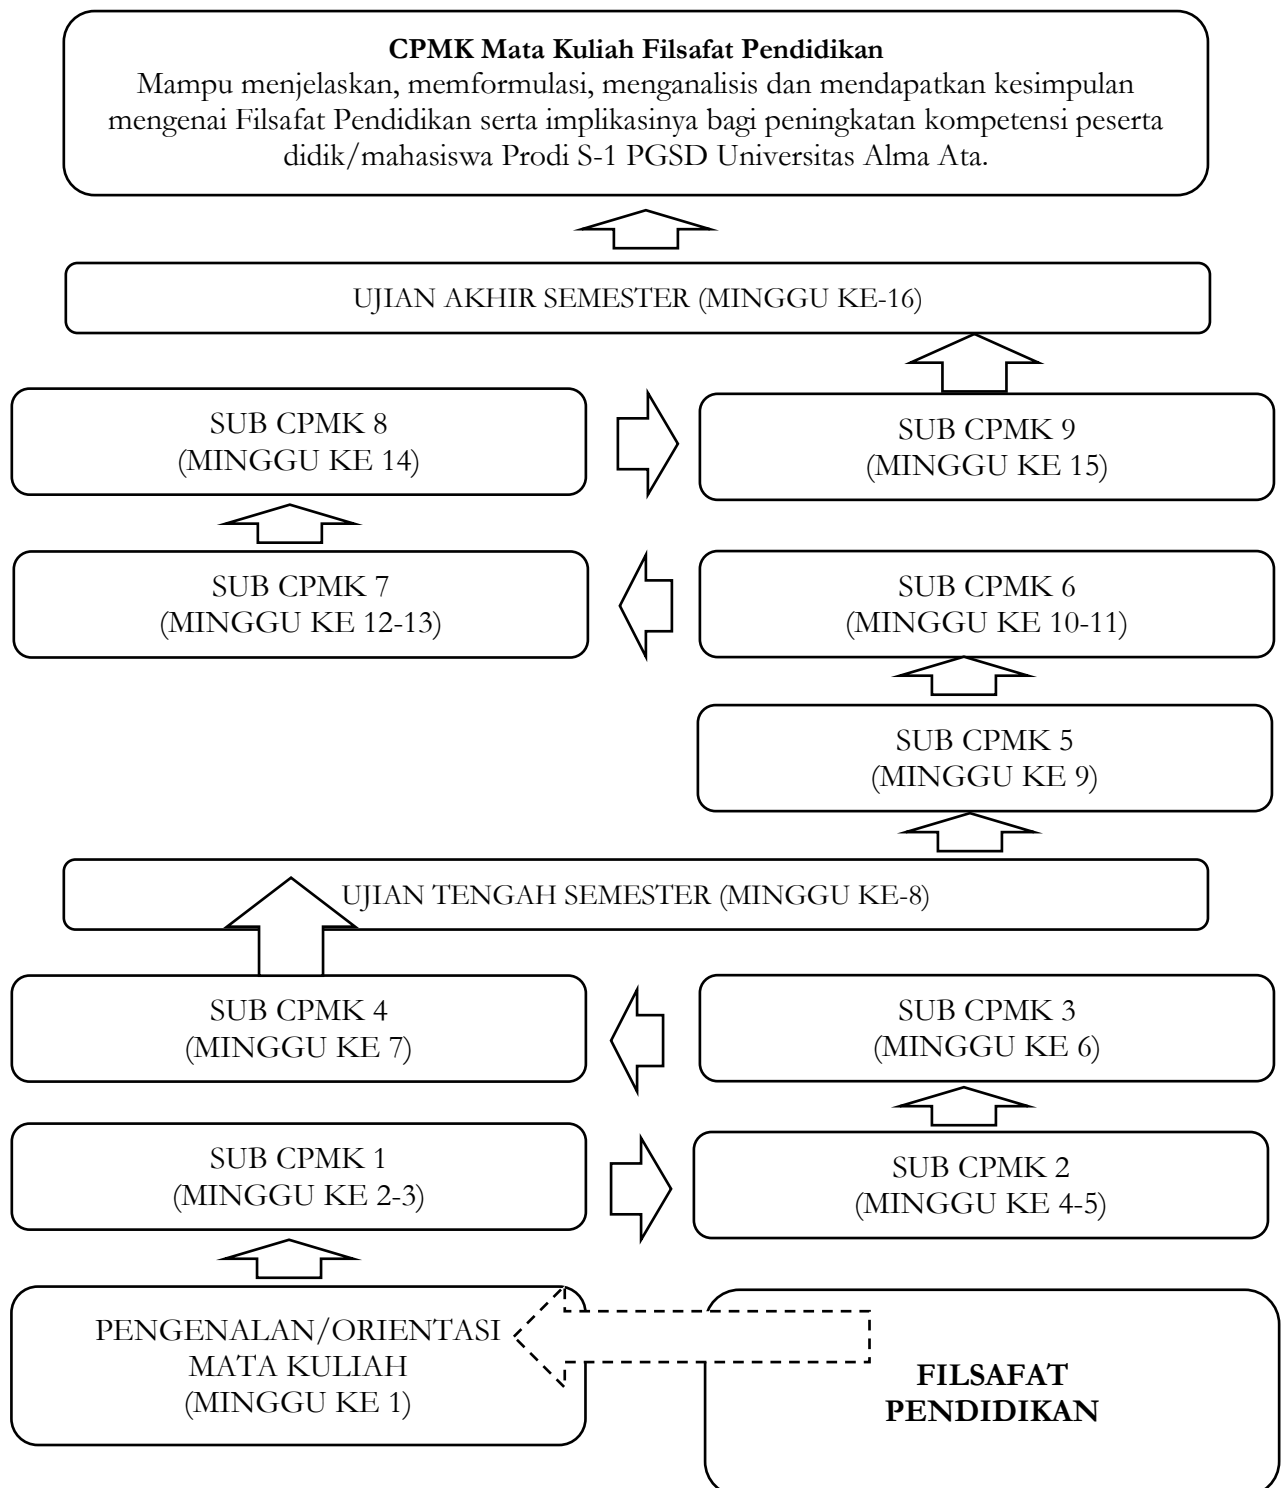 CPMK Mata Kuliah Filsafat Pendidikan
Mampu menjelaskan, memformulasi, menganalisis dan mendapatkan kesimpulan
mengenai Filsafat Pendidikan serta implikasinya bagi peningkatan kompetensi peserta
didik/mahasiswa Prodi S-1 PGSD Universitas Alma Ata.
UJIAN AKHIR SEMESTER (MINGGU KE-16)
SUB CPMK 8
(MINGGU KE 14)
SUB CPMK 9
(MINGGU KE 15)
SUB CPMK 7
(MINGGU KE 12-13)
SUB CPMK 6
(MINGGU KE 10-11)
SUB CPMK 5
(MINGGU KE 9)
UJIAN TENGAH SEMESTER (MINGGU KE-8)
SUB CPMK 4
(MINGGU KE 7)
SUB CPMK 3
(MINGGU KE 6)
SUB CPMK 1
(MINGGU KE 2-3)
SUB CPMK 2
(MINGGU KE 4-5)
PENGENALAN/ORIENTASI
MATA KULIAH
(MINGGU KE 1)
FILSAFAT
PENDIDIKAN